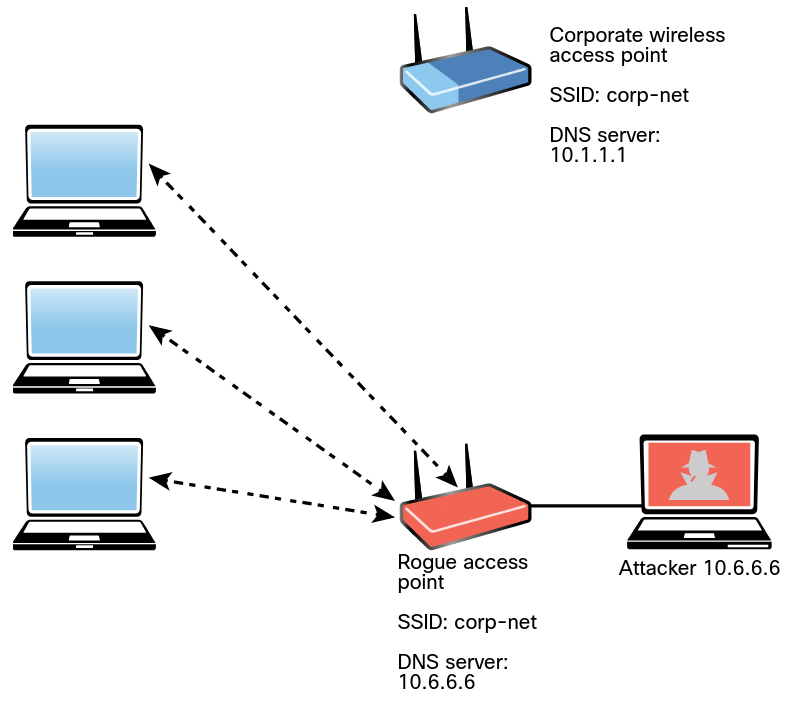 Corporate wireless
access point
SSID: corp-net
DNS server:
10.1.1.1
Rogue access
point
SSID: corp-net
DNS server:
10.6.6.6
Attacker 10.6.6.6